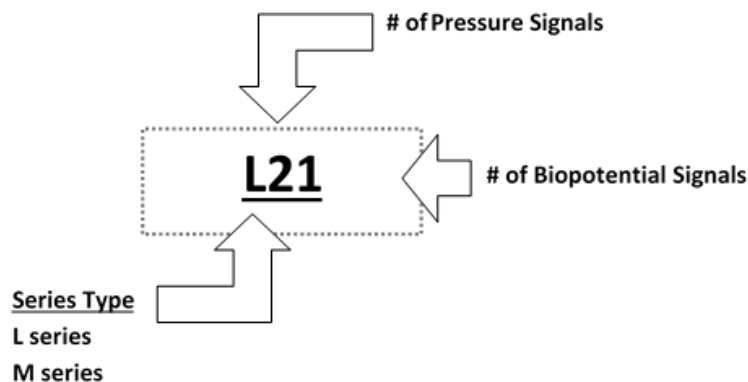 # of Pressure Signals
L21
# of Biopotential Signals
Series Type
L series
M series